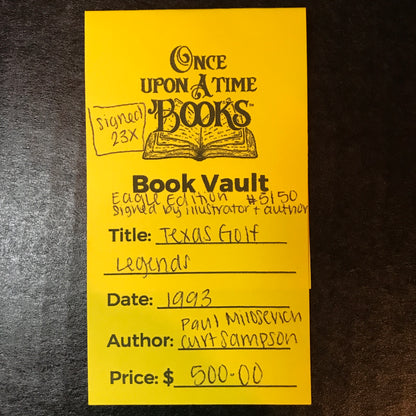 ONCE
UPON A TIME
BOOKS™
signed
23X
Book Vault
Eagle Edition #5150
signed by illustrator + author
Title: Texas Golf
Legends
Date: 1993
Paul Milosevich
Author: Curt Sampson
Price: $ 500-00